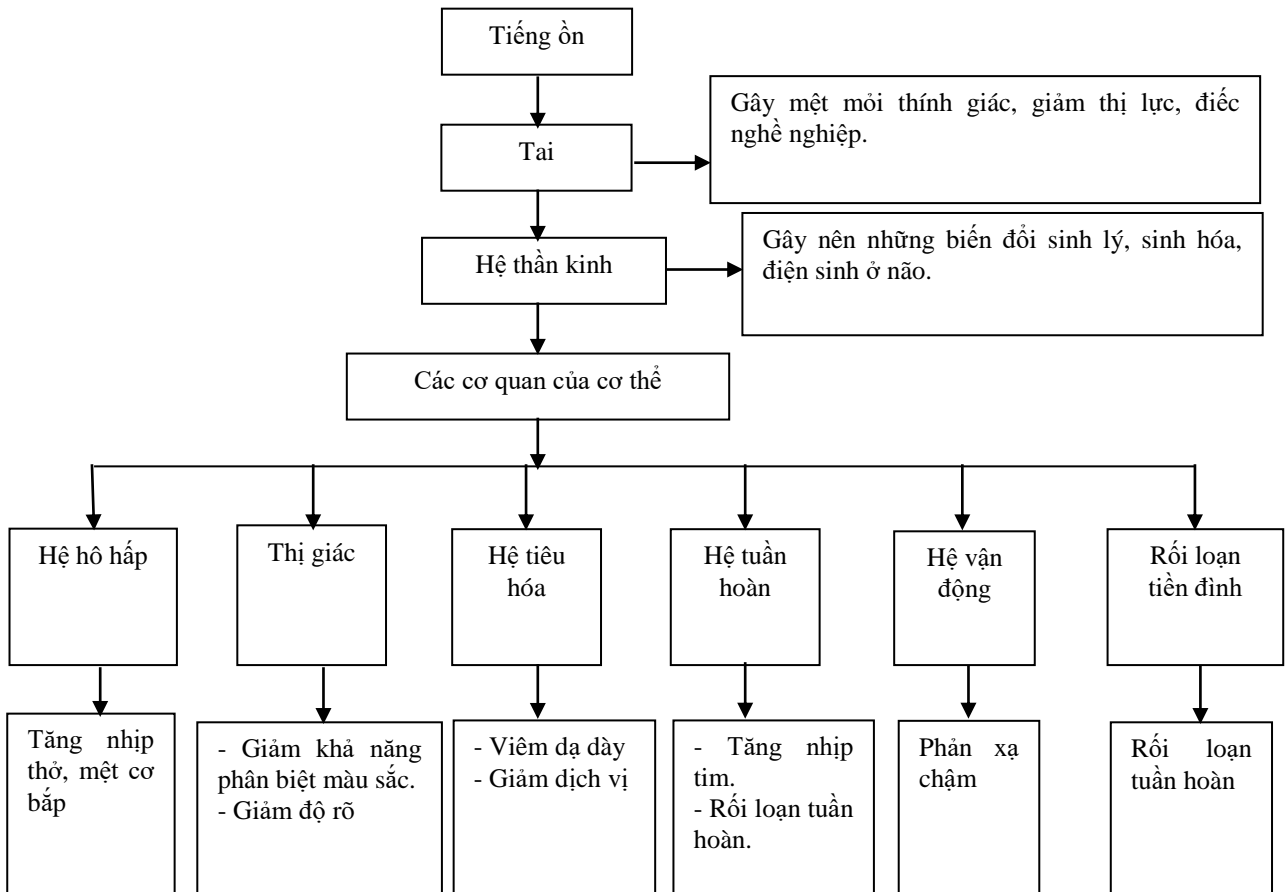 Tiếng ồn
Gây mệt mỏi thính giác, giảm thị lực, điếc
nghề nghiệp.
Tai
Gây nên những biến đổi sinh lý, sinh hóa,
điện sinh ở não.
Hệ thần kinh
Các cơ quan của cơ thể
Hệ hô hấp
Thị giác
Hệ tiêu
hóa
Hệ tuần
hoàn
Hệ vận
động
Rối loạn
tiền đình
Tăng nhịp
thở, mệt cơ
bắp
- Giảm khả năng
phân biệt màu sắc.
- Giảm độ rõ
- Viêm dạ dày
- Giảm dịch vị
- Tăng nhịp
tim.
- Rối loạn tuần
hoàn.
Phản xạ
chậm
Rối loạn
tuần hoàn